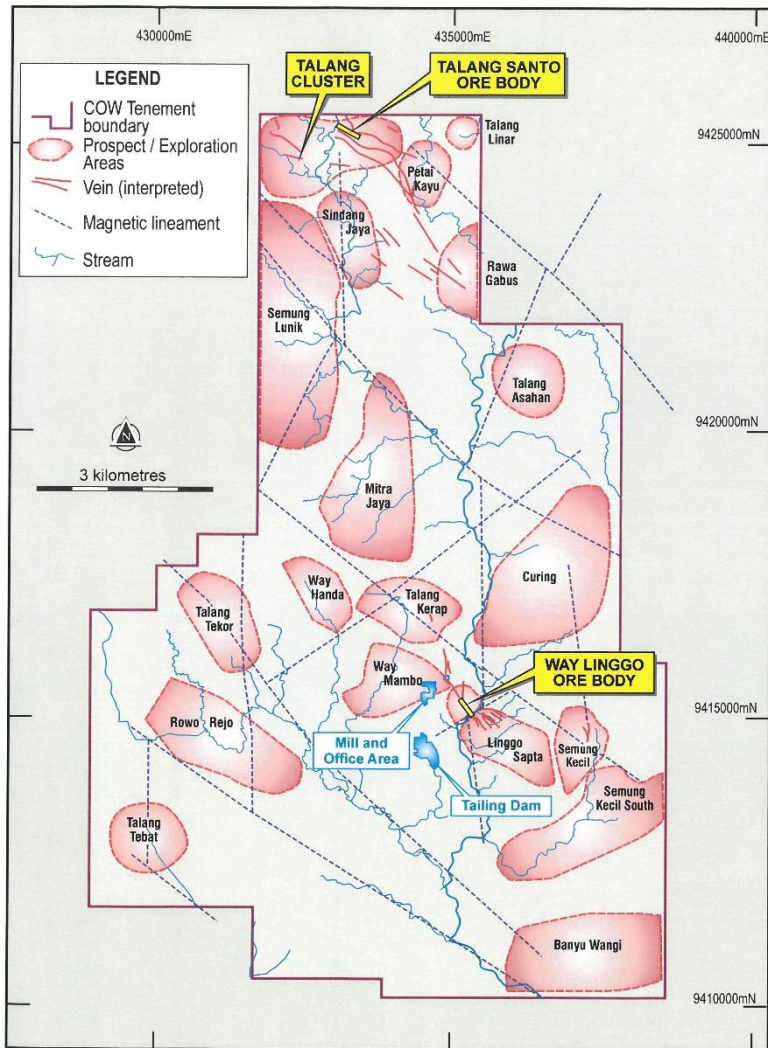 430000mE
435000mE
440000mE
LEGEND
COW Tenement
boundary
Prospect / Exploration
Areas
Vein (interpreted)
Magnetic lineament
Stream
TALANG
CLUSTER
TALANG SANTO
ORE BODY
Talang
Linar
9425000mN
Petai
Kayu
Sindang
Jaya
Rawa
Gabus
Semung
Lunik
Talang
Asahan
9420000mN
N
3 kilometres
Mitra
Jaya
Curing
Way
Handa
Talang
Kerap
Talang
Tekor
WAY LINGGO
ORE BODY
Way
Mambo
9415000mN
Rowo Rejo
Mill and
Office Area
Linggo
Sapta
Semung
Kecil
Tailing Dam
Semung
Kecil South
Talang
Tebat
Banyu Wangi
9410000mN
430000mE
435000mE